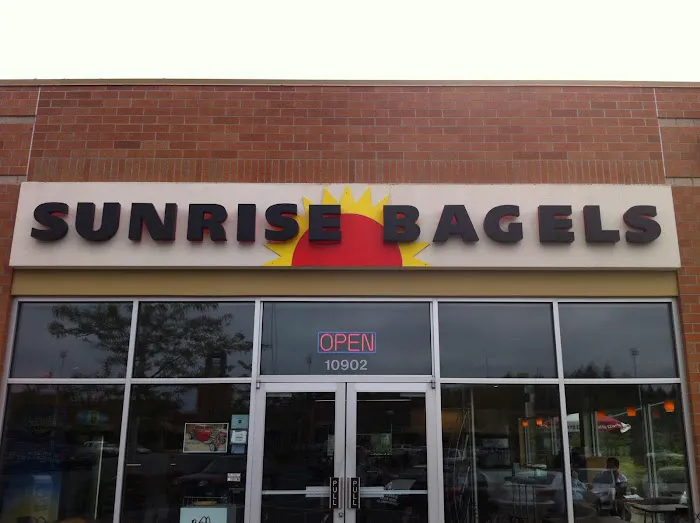 SUNRISE BAGELS
OPEN
10902
PULL PULL